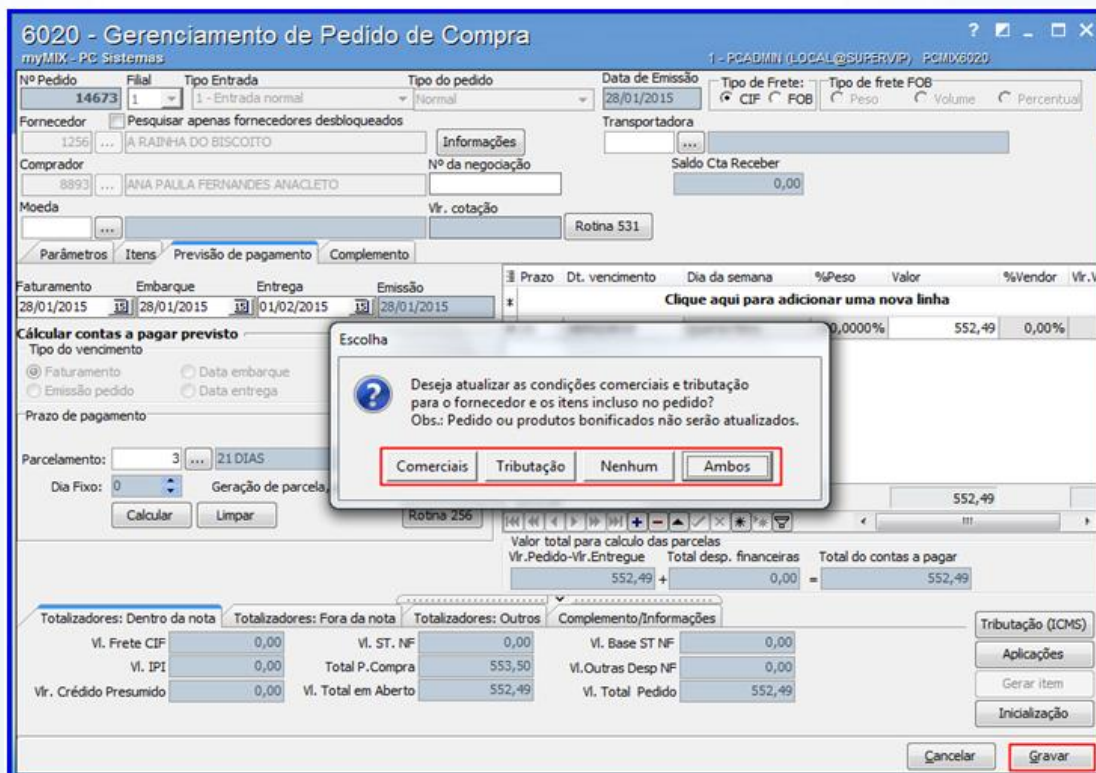 6020 - Gerenciamento de Pedido de Compra
myMIX - PC Sistemas
1 - PCADMIN (LOCAL@SUPERVIP) PCMIX6020
Nº Pedido Filial Tipo Entrada Tipo do pedido Data de Emissão Tipo de Frete: Tipo de frete FOB
14673 1 1 - Entrada normal Normal 28/01/2015 CIF FOB Peso Volume Percentual
Fornecedor Pesquisar apenas fornecedores desbloqueados Transportadora
1256 ... A RAINHA DO BISCOITO Informações ...
Comprador Nº da negociação Saldo Cta Receber
8893 ... ANA PAULA FERNANDES ANACLETO 0,00
Moeda Vlr. cotação
... Rotina 531
Parâmetros Itens Previsão de pagamento Complemento
Prazo Dt. vencimento Dia da semana %Peso Valor %Vendor Vlr.V
Faturamento Embarque Entrega Emissão
28/01/2015 15 28/01/2015 15 01/02/2015 15 28/01/2015
Clique aqui para adicionar uma nova linha
0,0000% 552,49 0,00%
Cálcular contas a pagar previsto
Tipo do vencimento
Faturamento Data embarque
Emissão pedido Data entrega
Prazo de pagamento
Parcelamento: 3 ... 21 DIAS
Dia Fixo: 0 Geração de parcela,
Calcular Limpar Rotina 256
Escolha
Deseja atualizar as condições comerciais e tributação
para o fornecedor e os itens incluso no pedido?
Obs.: Pedido ou produtos bonificados não serão atualizados.
Comerciais Tributação Nenhum Ambos
552,49
Valor total para calculo das parcelas
Vlr.Pedido-Vlr.Entregue Total desp. financeiras Total do contas a pagar
552,49 + 0,00 = 552,49
Totalizadores: Dentro da nota Totalizadores: Fora da nota Totalizadores: Outros Complemento/Informações
Vl. Frete CIF 0,00 Vl. ST. NF 0,00 Vl. Base ST NF 0,00
Vl. IPI 0,00 Total P.Compra 553,50 Vl.Outras Desp NF 0,00
Vlr. Crédido Presumido 0,00 Vl. Total em Aberto 552,49 Vl. Total Pedido 552,49
Tributação (ICMS)
Aplicações
Gerar item
Inicialização
Cancelar Gravar